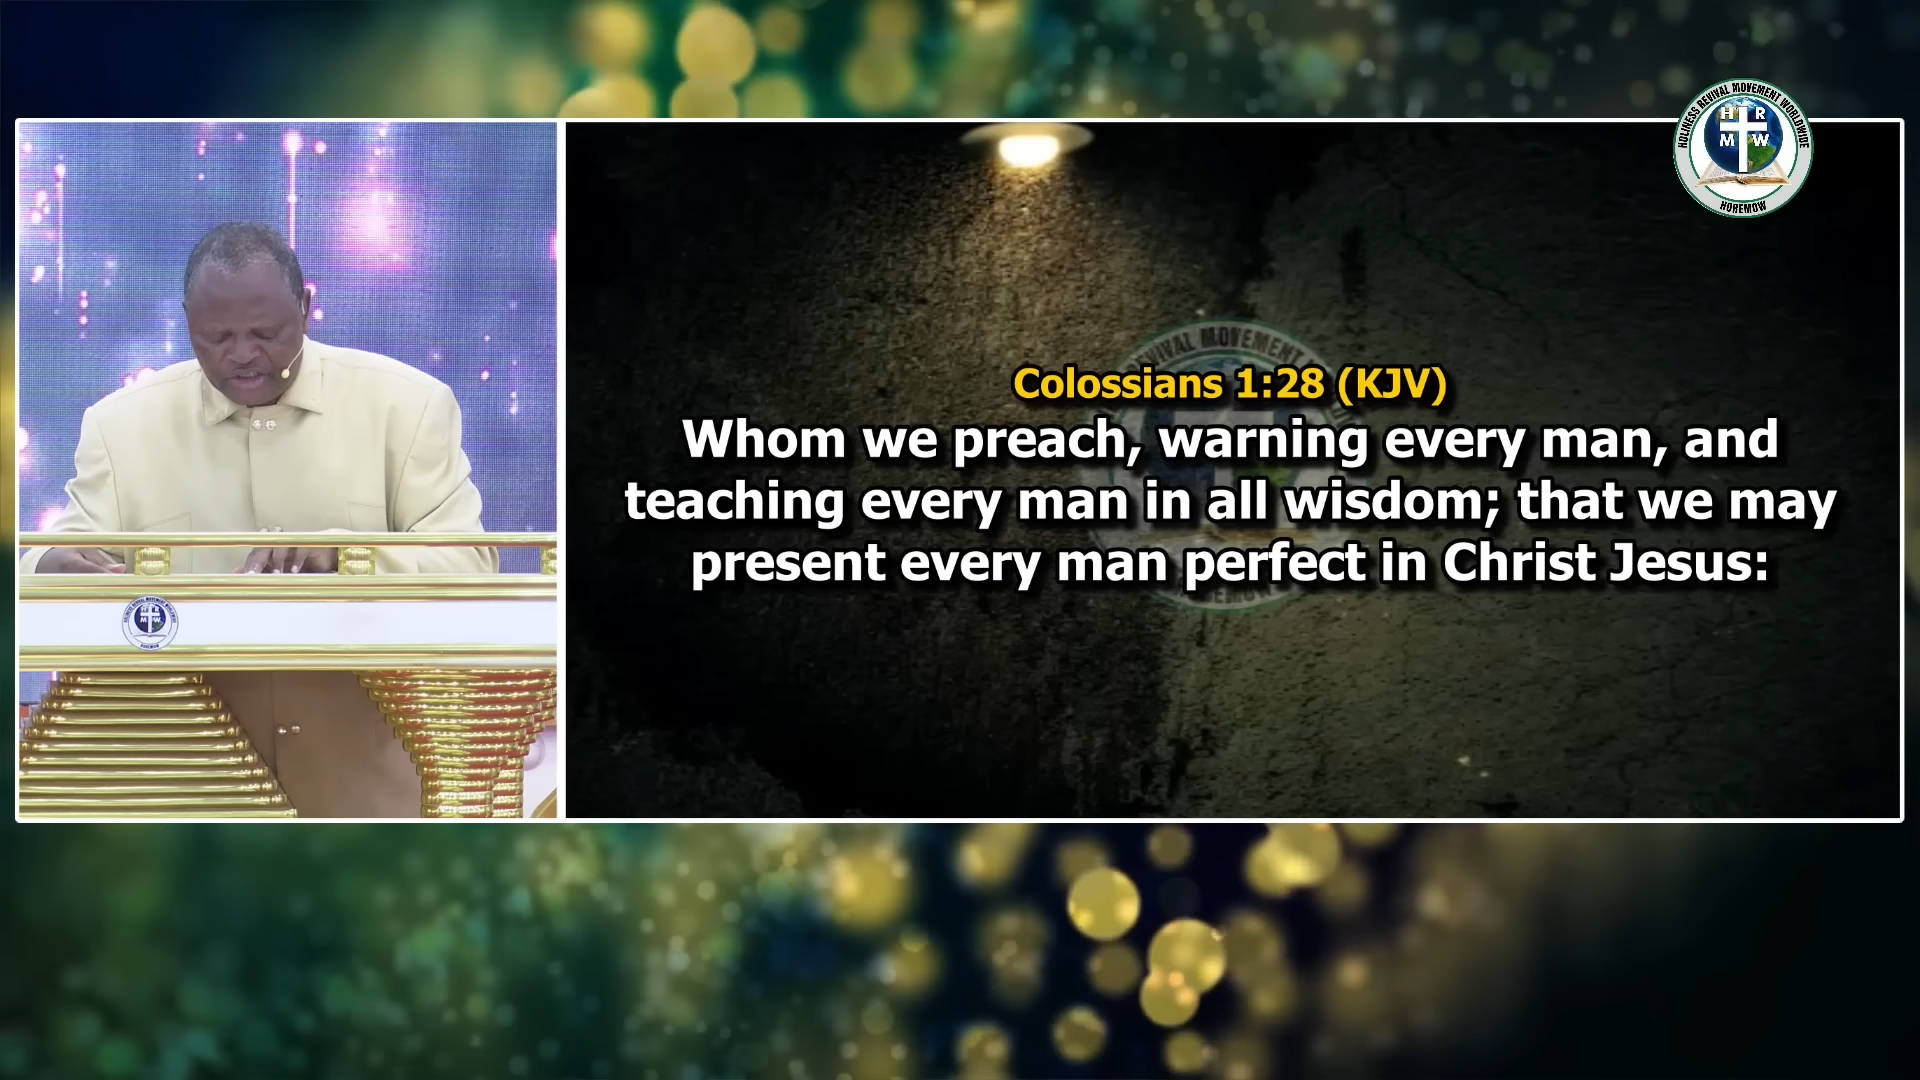 HOLINESS REVIVAL MOVEMENT WORLDWIDE
H R
M W
HOREMOW
Colossians 1:28 (KJV)
Whom we preach, warning every man, and
teaching every man in all wisdom; that we may
present every man perfect in Christ Jesus:
H R
M W
HOREMOW